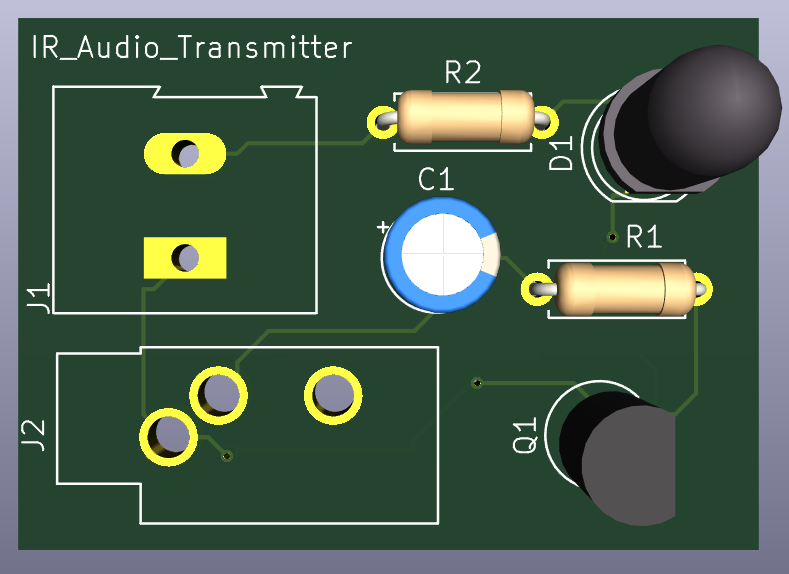 IR_Audio_Transmitter
R2
D1
C1
+
R1
J1
J2
Q1